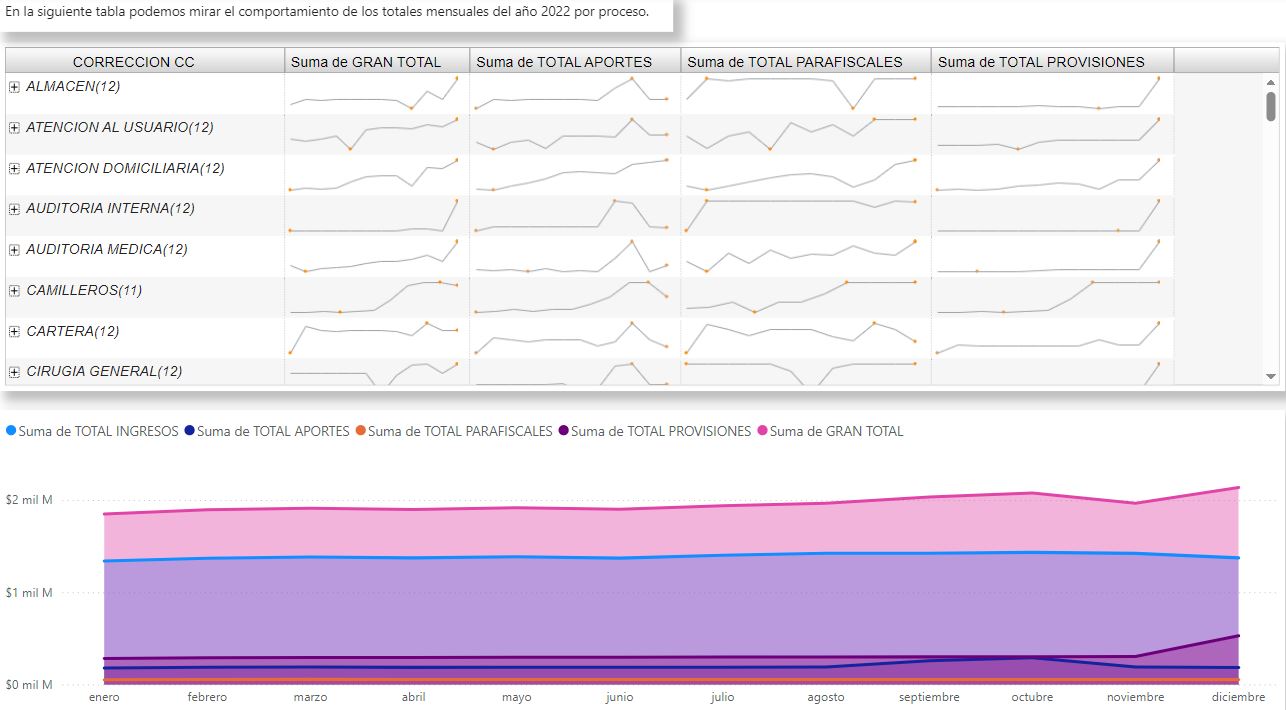 En la siguiente tabla podemos mirar el comportamiento de los totales mensuales del año 2022 por proceso.
CORRECCION CC Suma de GRAN TOTAL Suma de TOTAL APORTES Suma de TOTAL PARAFISCALES Suma de TOTAL PROVISIONES
ALMACEN(12)
ATENCION AL USUARIO(12)
ATENCION DOMICILIARIA(12)
AUDITORIA INTERNA(12)
AUDITORIA MEDICA(12)
CAMILLEROS(11)
CARTERA(12)
CIRUGIA GENERAL(12)
Suma de TOTAL INGRESOS Suma de TOTAL APORTES Suma de TOTAL PARAFISCALES Suma de TOTAL PROVISIONES Suma de GRAN TOTAL
$2 mil M
$1 mil M
$0 mil M
enero febrero marzo abril mayo junio julio agosto septiembre octubre noviembre diciembre